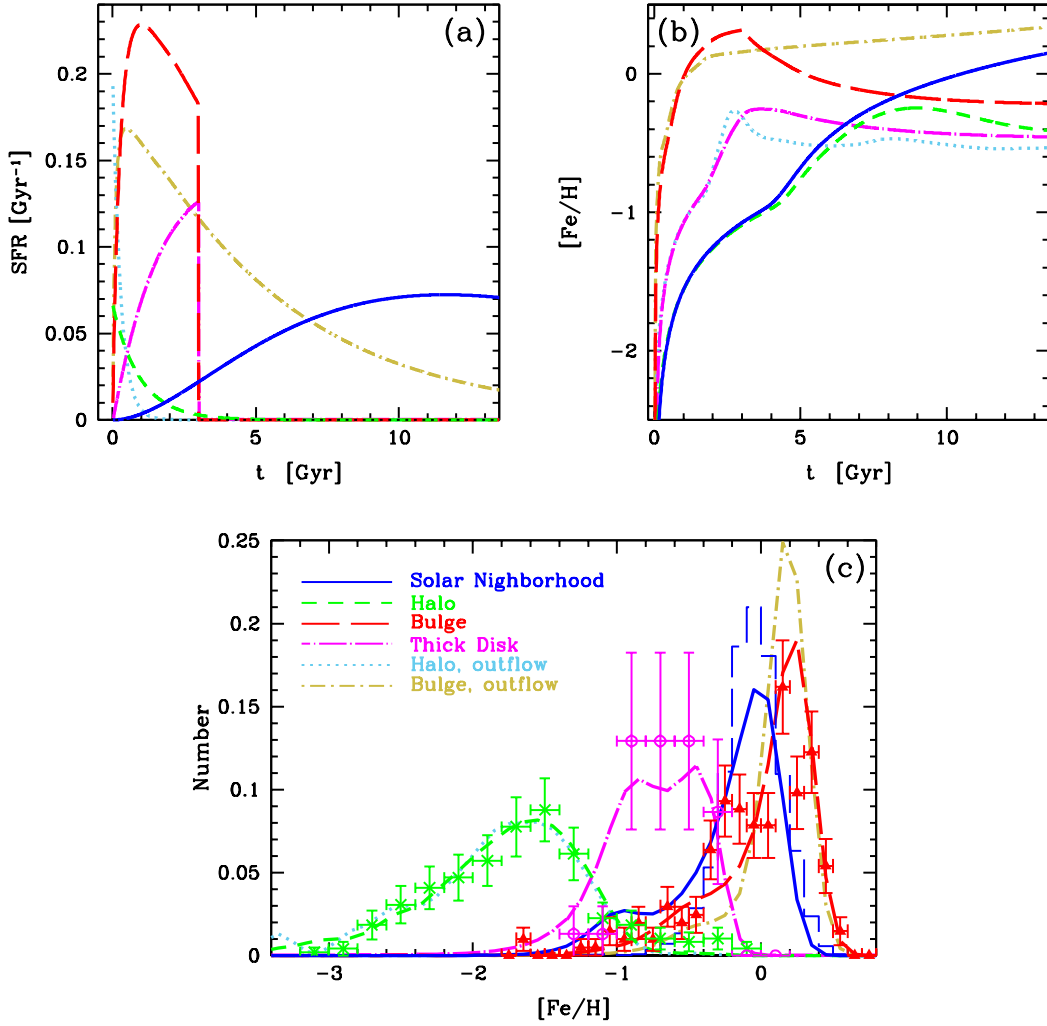 (a)
SFR [Gyr⁻¹]
0.2
0.15
0.1
0.05
0
0
5
10
t [Gyr]
(b)
[Fe/H]
0
−1
−2
0
5
10
t [Gyr]
(c)
Number
0.25
0.2
0.15
0.1
0.05
0
Solar Nighborhood
Halo
Bulge
Thick Disk
Halo, outflow
Bulge, outflow
−3
−2
−1
0
[Fe/H]